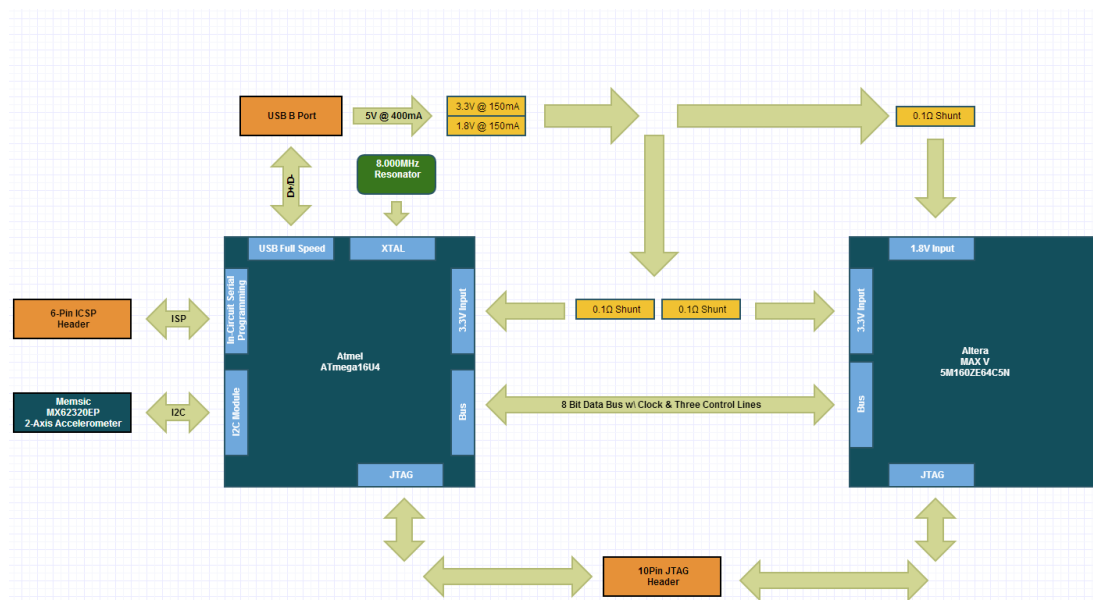 USB B Port
5V @ 400mA
3.3V @ 150mA
1.8V @ 150mA
0.1Ω Shunt
8.000MHz
Resonator
D+/D-
USB Full Speed
XTAL
1.8V Input
In-Circuit Serial
Programming
3.3V Input
0.1Ω Shunt
0.1Ω Shunt
3.3V Input
6-Pin ICSP
Header
ISP
Atmel
ATmega16U4
Altera
MAX V
5M160ZE64C5N
Memsic
MX62320EP
2-Axis Accelerometer
I2C
I2C Module
Bus
8 Bit Data Bus w\ Clock & Three Control Lines
Bus
JTAG
JTAG
10Pin JTAG
Header